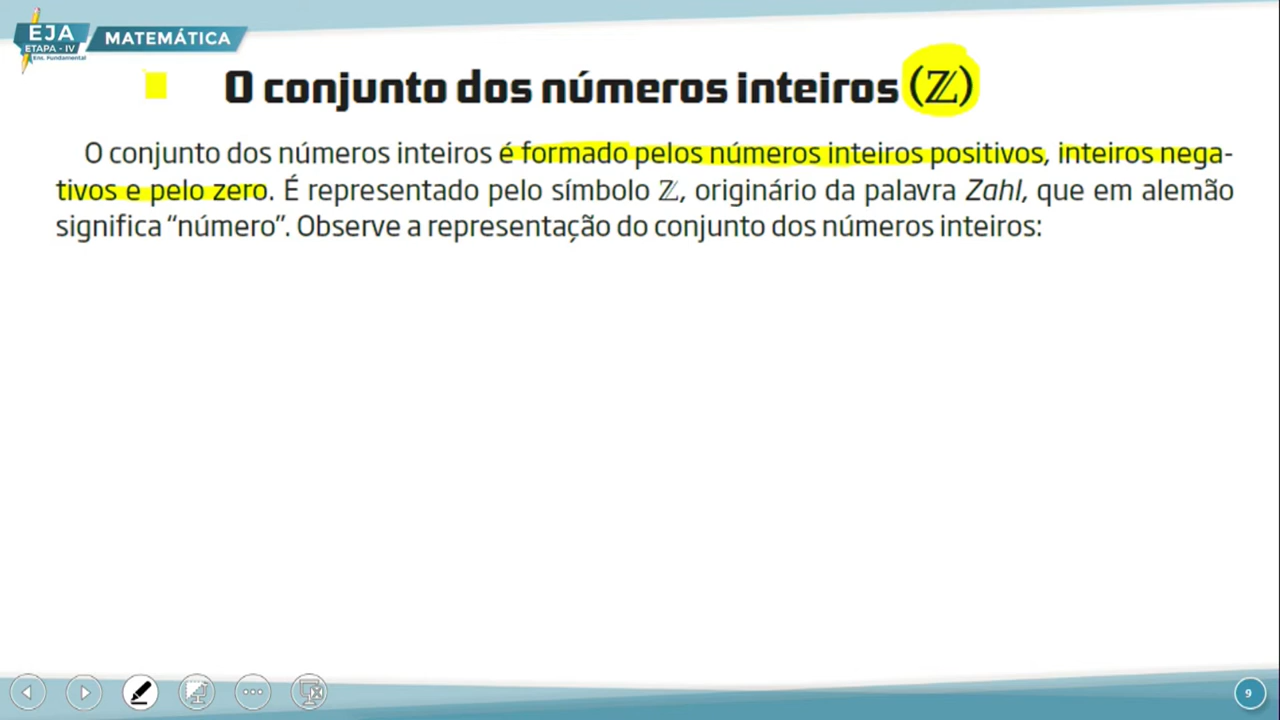 EJA
ETAPA - IV
Ens. Fundamental
MATEMÁTICA
O conjunto dos números inteiros (ℤ)
O conjunto dos números inteiros é formado pelos números inteiros positivos, inteiros nega-
tivos e pelo zero. É representado pelo símbolo ℤ, originário da palavra Zahl, que em alemão
significa “número”. Observe a representação do conjunto dos números inteiros:
9